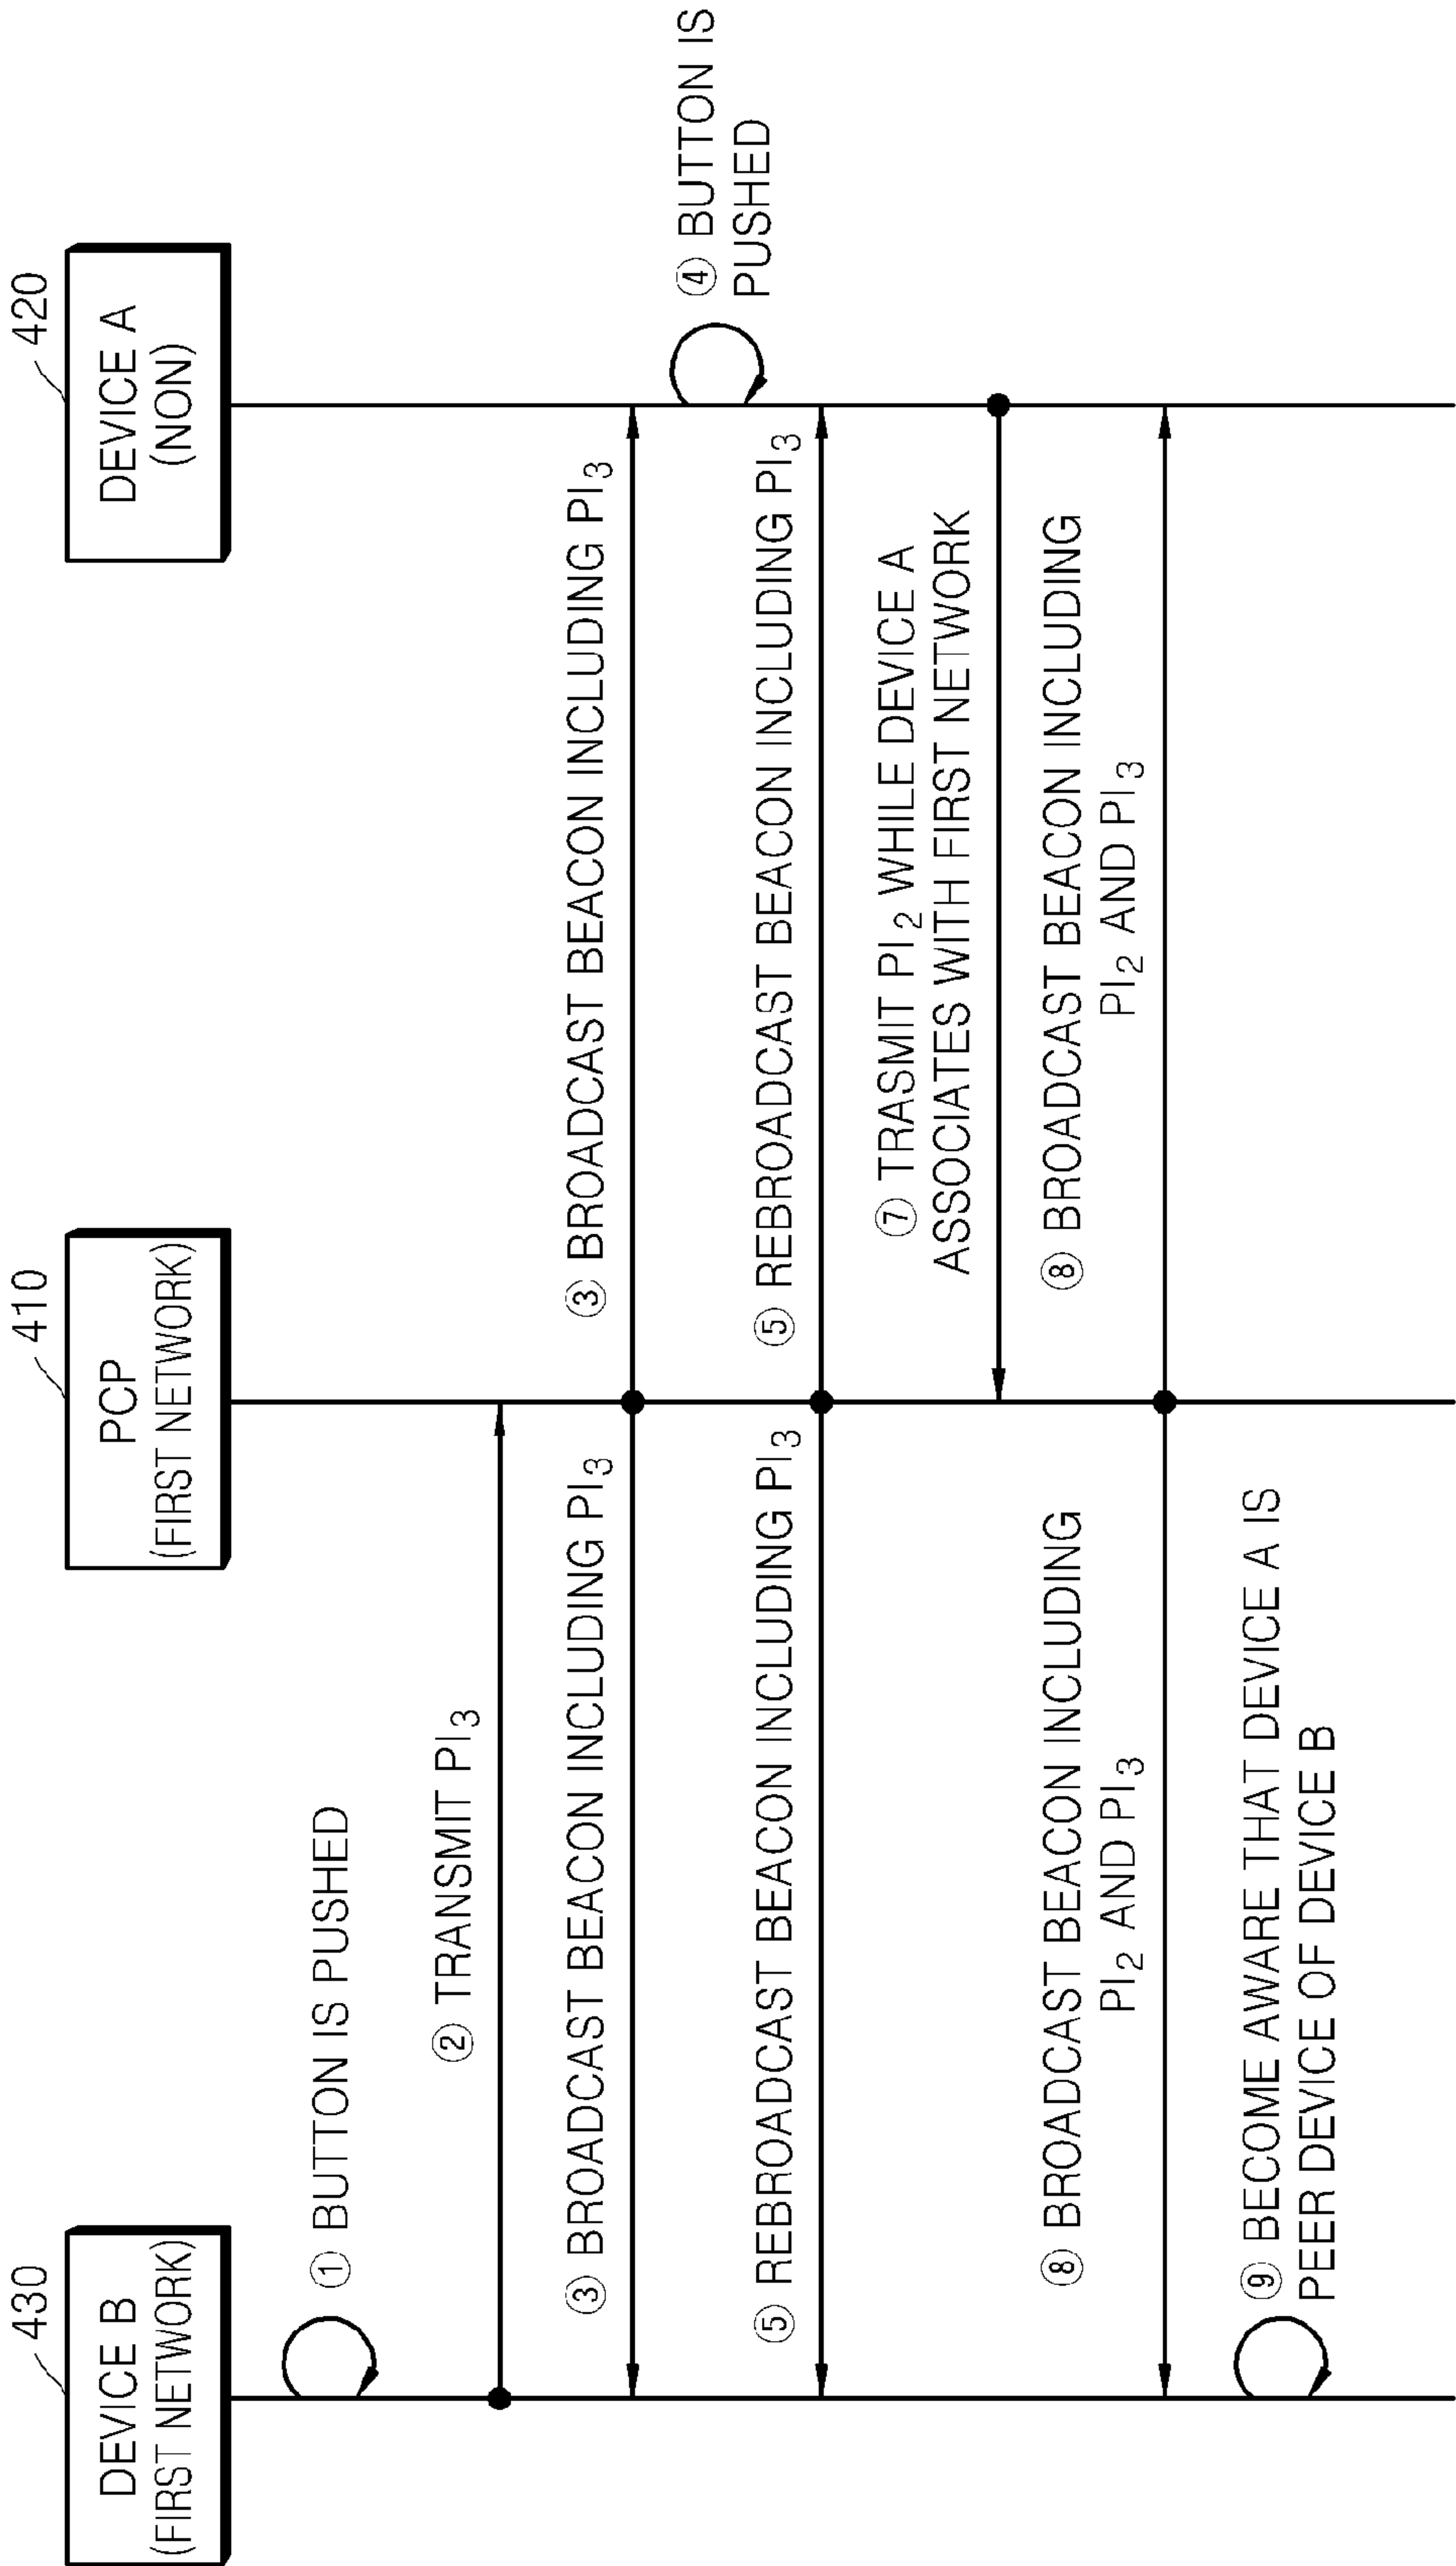 430
DEVICE B
(FIRST NETWORK)
410
PCP
(FIRST NETWORK)
420
DEVICE A
(NON)
① BUTTON IS PUSHED
② TRANSMIT PI₃
③ BROADCAST BEACON INCLUDING PI₃
③ BROADCAST BEACON INCLUDING PI₃
④ BUTTON IS
PUSHED
⑤ REBROADCAST BEACON INCLUDING PI₃
⑤ REBROADCAST BEACON INCLUDING PI₃
⑦ TRASMIT PI₂ WHILE DEVICE A
ASSOCIATES WITH FIRST NETWORK
⑧ BROADCAST BEACON INCLUDING
PI₂ AND PI₃
⑧ BROADCAST BEACON INCLUDING
PI₂ AND PI₃
⑨ BECOME AWARE THAT DEVICE A IS
PEER DEVICE OF DEVICE B